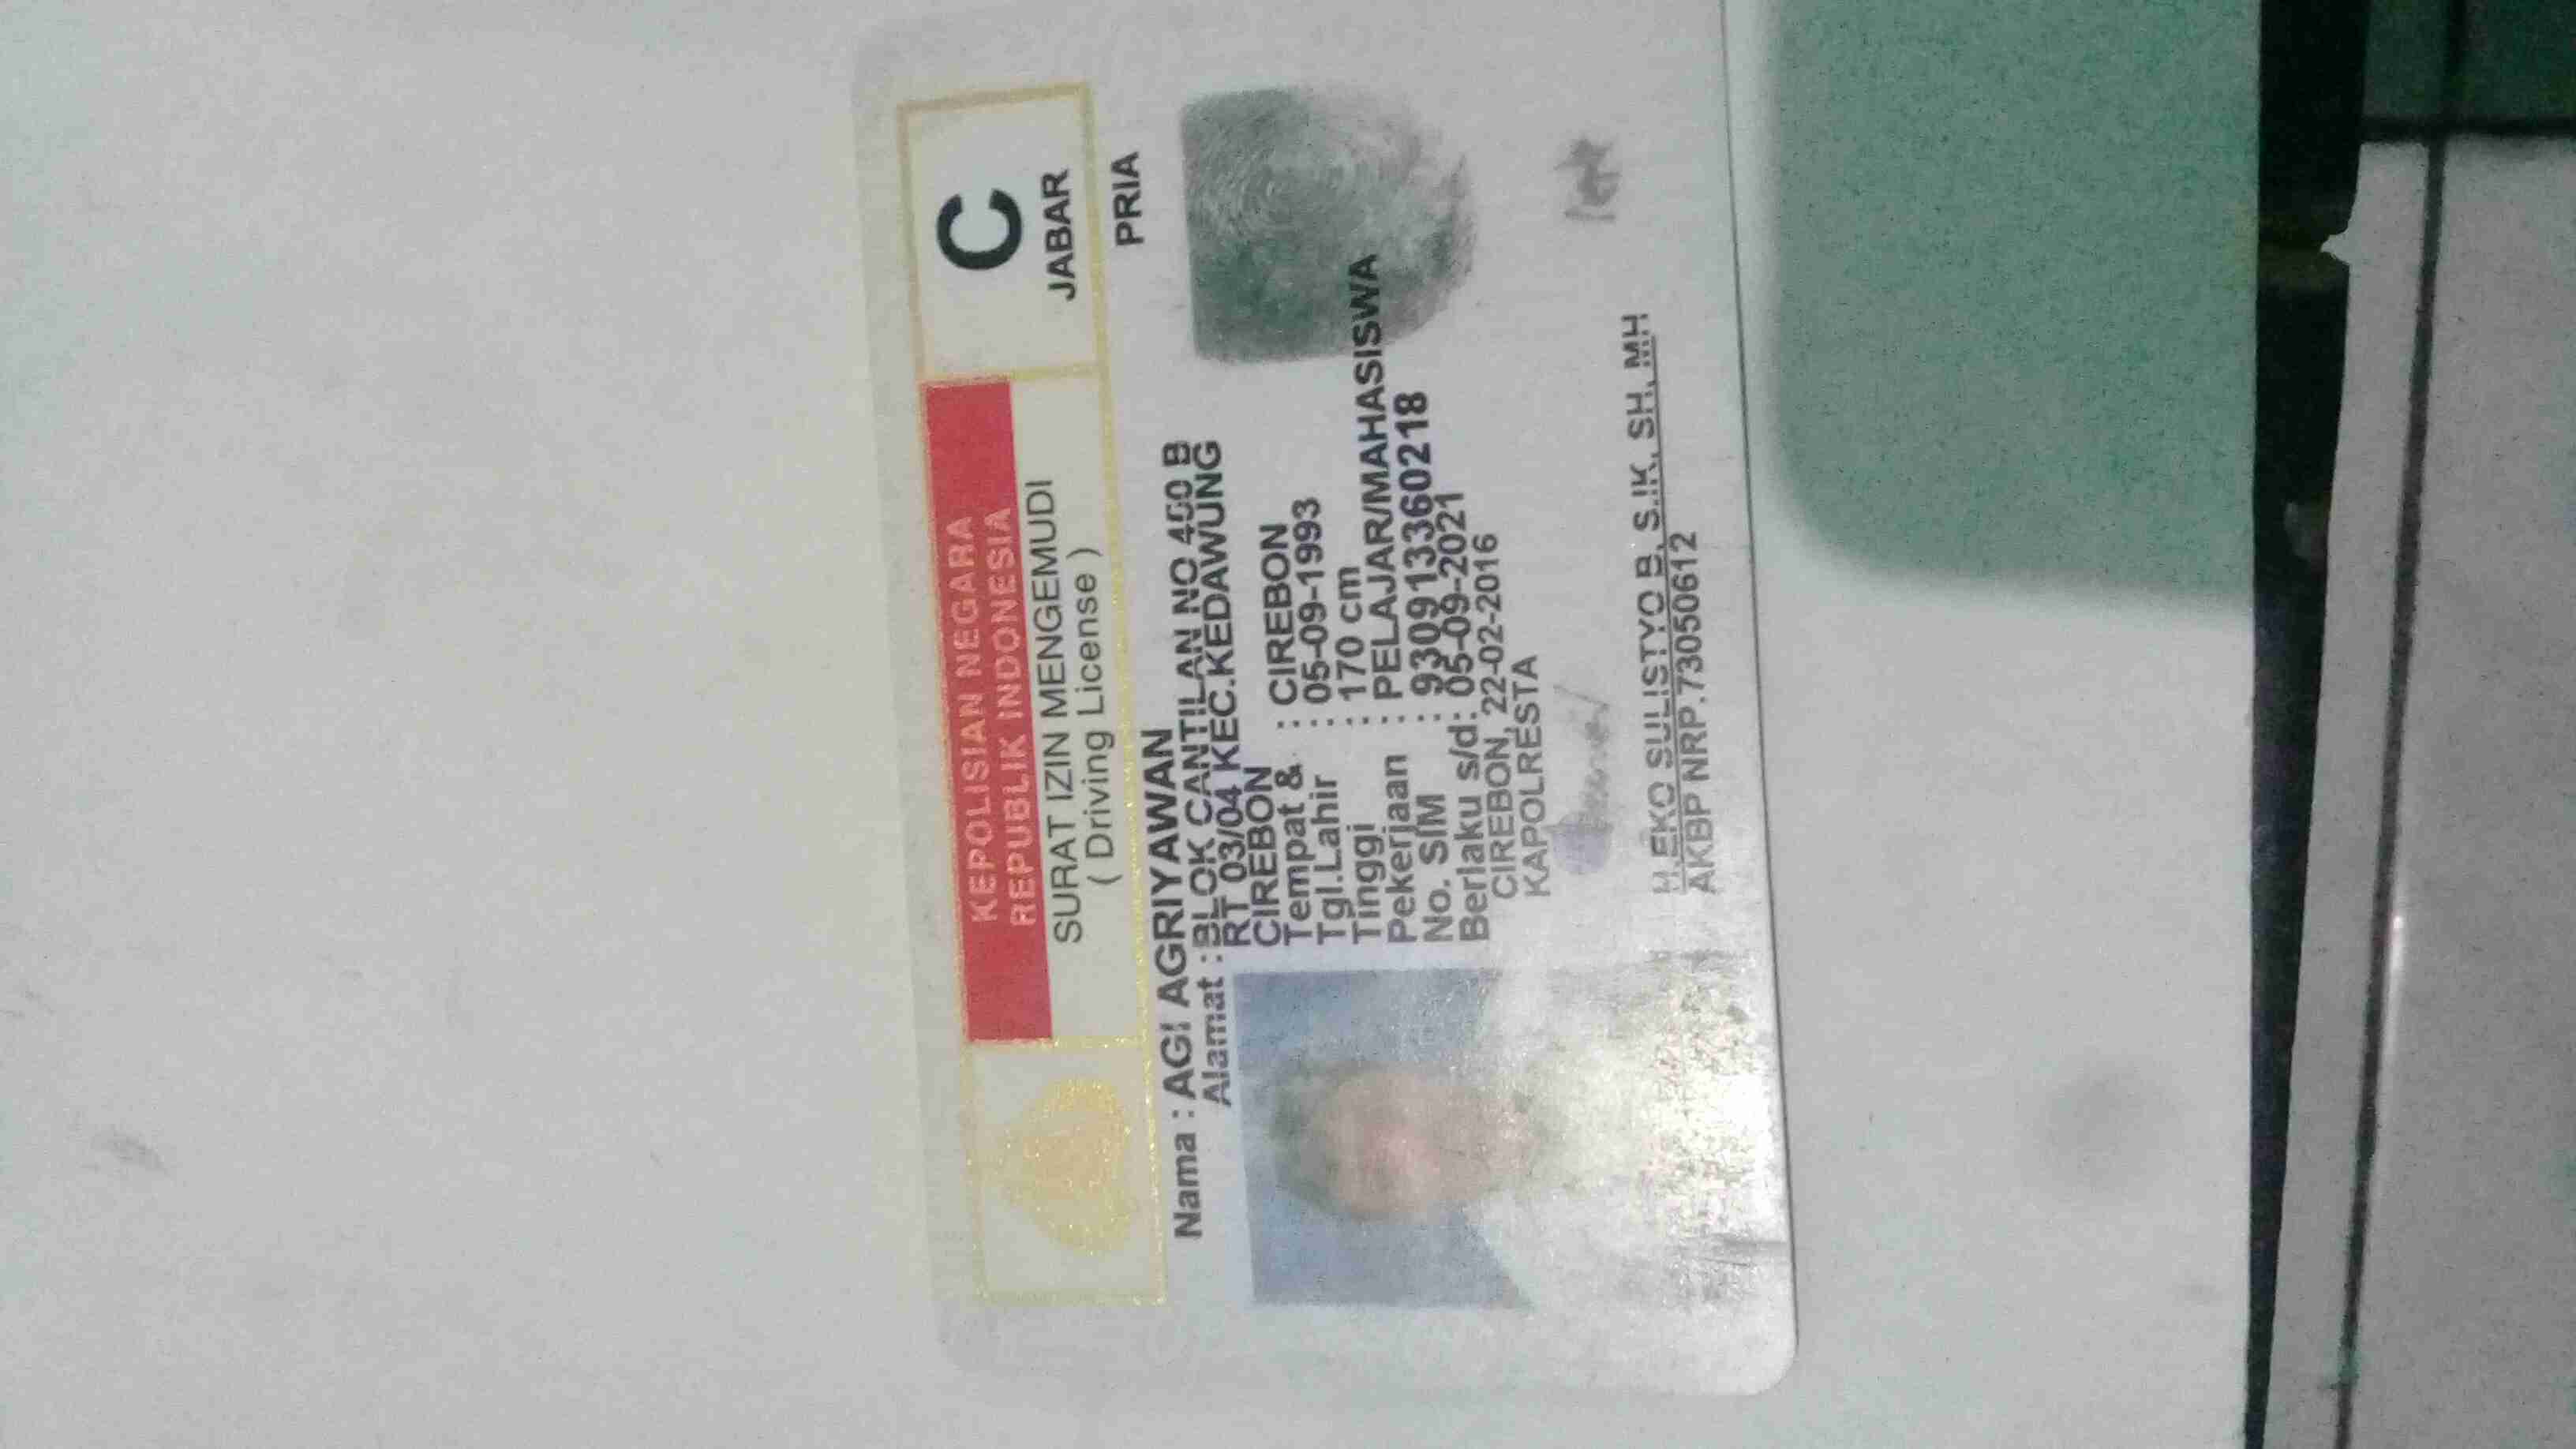 KEPOLISIAN NEGARA
REPUBLIK INDONESIA
SURAT IZIN MENGEMUDI
( Driving License )
C
JABAR
PRIA
Nama : AGI AGRIYAWAN
Alamat : BLOK CANTILAN NO 400 B
RT 03/04 KEC.KEDAWUNG
CIREBON
Tempat & : CIREBON
Tgl.Lahir : 05-09-1993
Tinggi : 170 cm
Pekerjaan : PELAJAR/MAHASISWA
No. SIM : 930913360218
Berlaku s/d: 05-09-2021
CIREBON, 22-02-2016
KAPOLRESTA
H.EKO SULISTYO B, S.IK, SH, MH
AKBP NRP.73050612